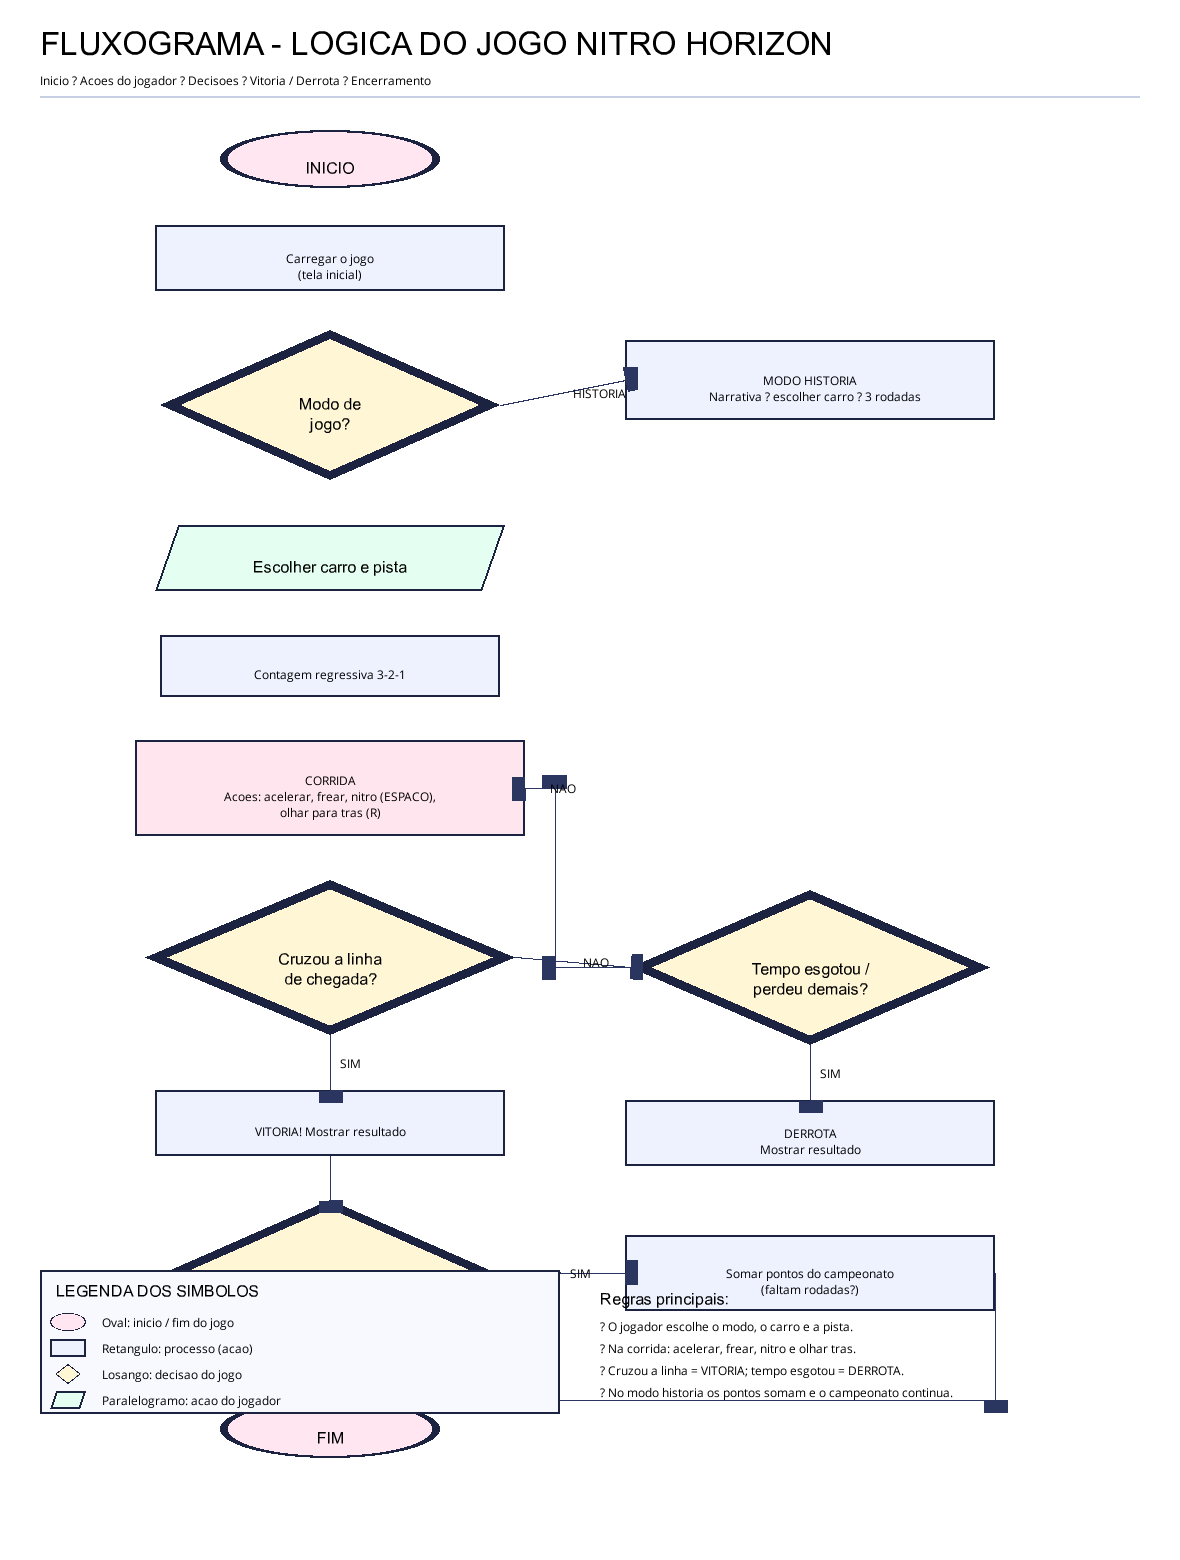 FLUXOGRAMA - LOGICA DO JOGO NITRO HORIZON
Inicio ? Acoes do jogador ? Decisoes ? Vitoria / Derrota ? Encerramento
INICIO
Carregar o jogo
(tela inicial)
Modo de
jogo?
HISTORIA
MODO HISTORIA
Narrativa ? escolher carro ? 3 rodadas
Escolher carro e pista
Contagem regressiva 3-2-1
CORRIDA
Acoes: acelerar, frear, nitro (ESPACO),
olhar para tras (R)
NAO
Cruzou a linha
de chegada?
NAO
Tempo esgotou /
perdeu demais?
SIM
SIM
VITORIA! Mostrar resultado
DERROTA
Mostrar resultado
SIM
Somar pontos do campeonato
(faltam rodadas?)
LEGENDA DOS SIMBOLOS
Oval: inicio / fim do jogo
Retangulo: processo (acao)
Losango: decisao do jogo
Paralelogramo: acao do jogador
Regras principais:
? O jogador escolhe o modo, o carro e a pista.
? Na corrida: acelerar, frear, nitro e olhar tras.
? Cruzou a linha = VITORIA; tempo esgotou = DERROTA.
? No modo historia os pontos somam e o campeonato continua.
FIM